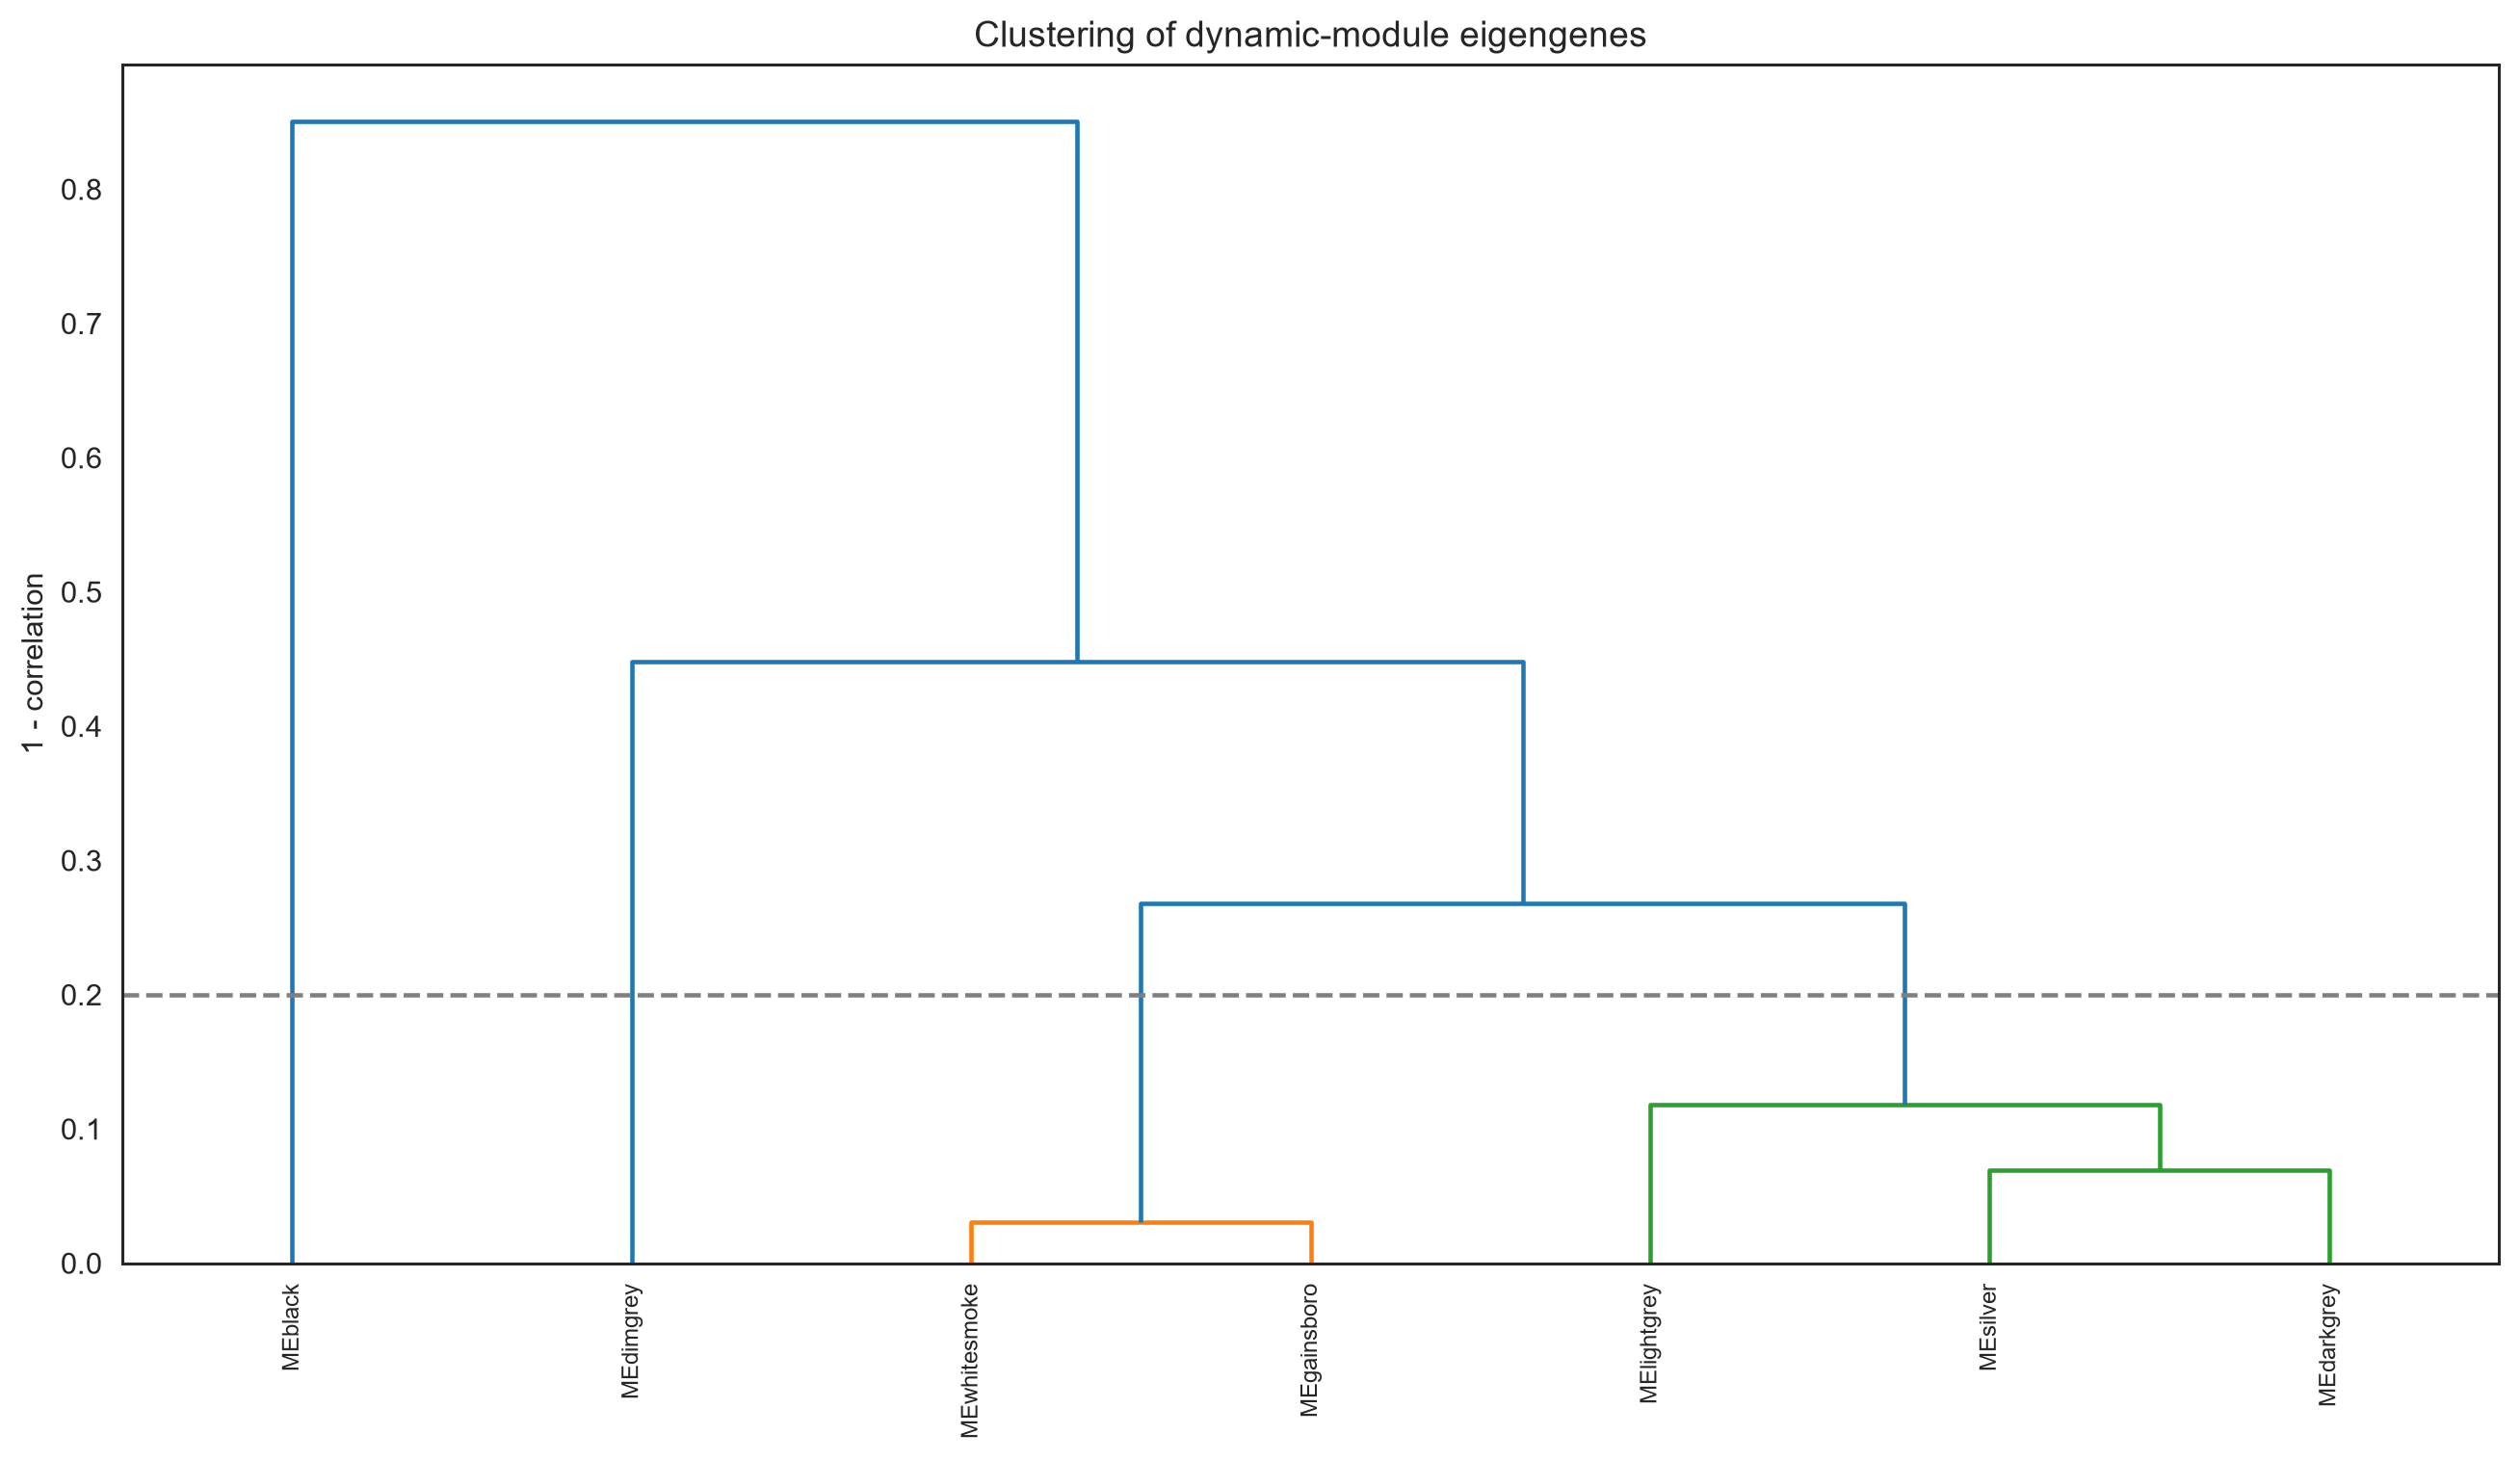 Clustering of dynamic-module eigengenes
1 - correlation
0.8
0.7
0.6
0.5
0.4
0.3
0.2
0.1
0.0
MEblack
MEdimgrey
MEwhitesmoke
MEgainsboro
MElightgrey
MEsilver
MEdarkgrey